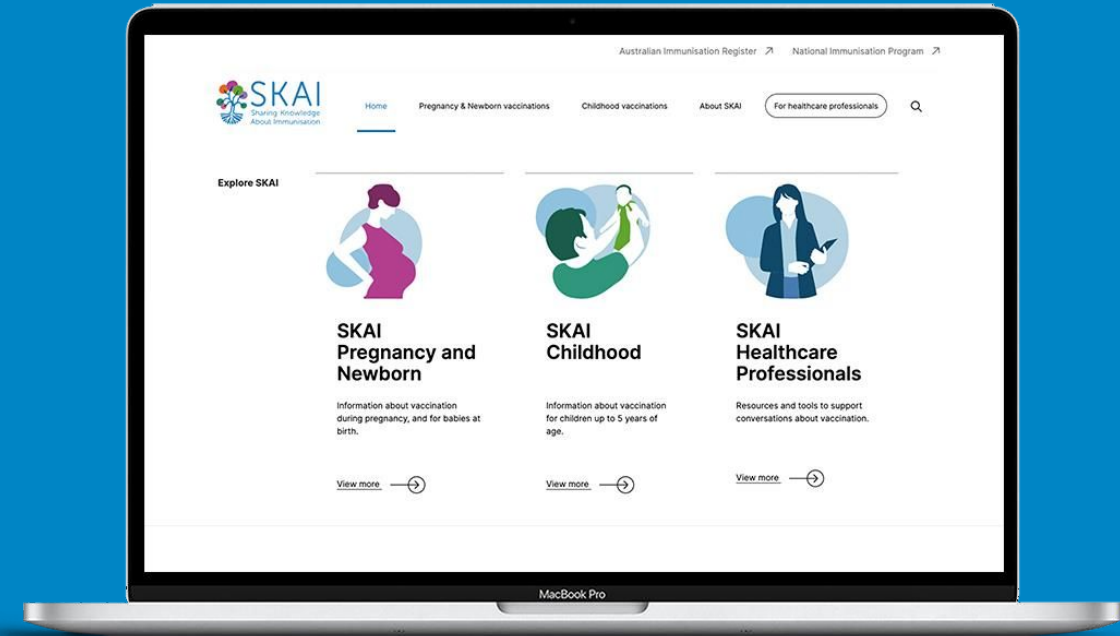 Australian Immunisation Register
National Immunisation Program
SKAI
Sharing Knowledge
About Immunisation
Home
Pregnancy & Newborn vaccinations
Childhood vaccinations
About SKAI
For healthcare professionals
Explore SKAI
SKAI
Pregnancy and
Newborn
Information about vaccination
during pregnancy, and for babies at
birth.
View more
SKAI
Childhood
Information about vaccination
for children up to 5 years of
age.
View more
SKAI
Healthcare
Professionals
Resources and tools to support
conversations about vaccination.
View more
MacBook Pro